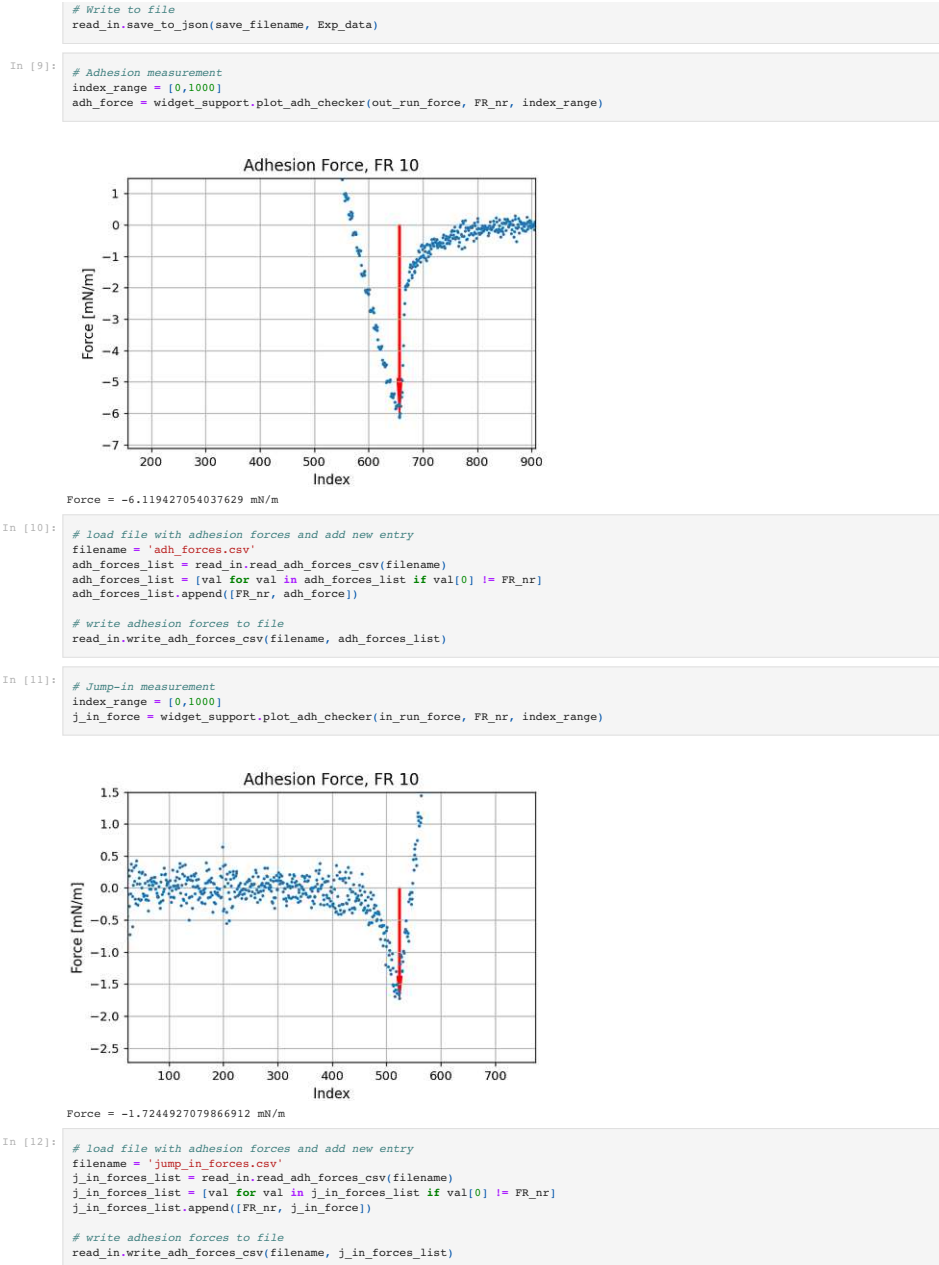 # Write to file
read_in.save_to_json(save_filename, Exp_data)
In [9]:
# Adhesion measurement
index_range = [0,1000]
adh_force = widget_support.plot_adh_checker(out_run_force, FR_nr, index_range)
Adhesion Force, FR 10
1
0
−1
−2
−3
−4
−5
−6
−7
Force [mN/m]
200 300 400 500 600 700 800 900
Index
Force = -6.119427054037629 mN/m
In [10]:
# load file with adhesion forces and add new entry
filename = 'adh_forces.csv'
adh_forces_list = read_in.read_adh_forces_csv(filename)
adh_forces_list = [val for val in adh_forces_list if val[0] != FR_nr]
adh_forces_list.append([FR_nr, adh_force])
# write adhesion forces to file
read_in.write_adh_forces_csv(filename, adh_forces_list)
In [11]:
# Jump-in measurement
index_range = [0,1000]
j_in_force = widget_support.plot_adh_checker(in_run_force, FR_nr, index_range)
Adhesion Force, FR 10
1.5
1.0
0.5
0.0
−0.5
−1.0
−1.5
−2.0
−2.5
Force [mN/m]
100 200 300 400 500 600 700
Index
Force = -1.7244927079866912 mN/m
In [12]:
# load file with adhesion forces and add new entry
filename = 'jump_in_forces.csv'
j_in_forces_list = read_in.read_adh_forces_csv(filename)
j_in_forces_list = [val for val in j_in_forces_list if val[0] != FR_nr]
j_in_forces_list.append([FR_nr, j_in_force])
# write adhesion forces to file
read_in.write_adh_forces_csv(filename, j_in_forces_list)